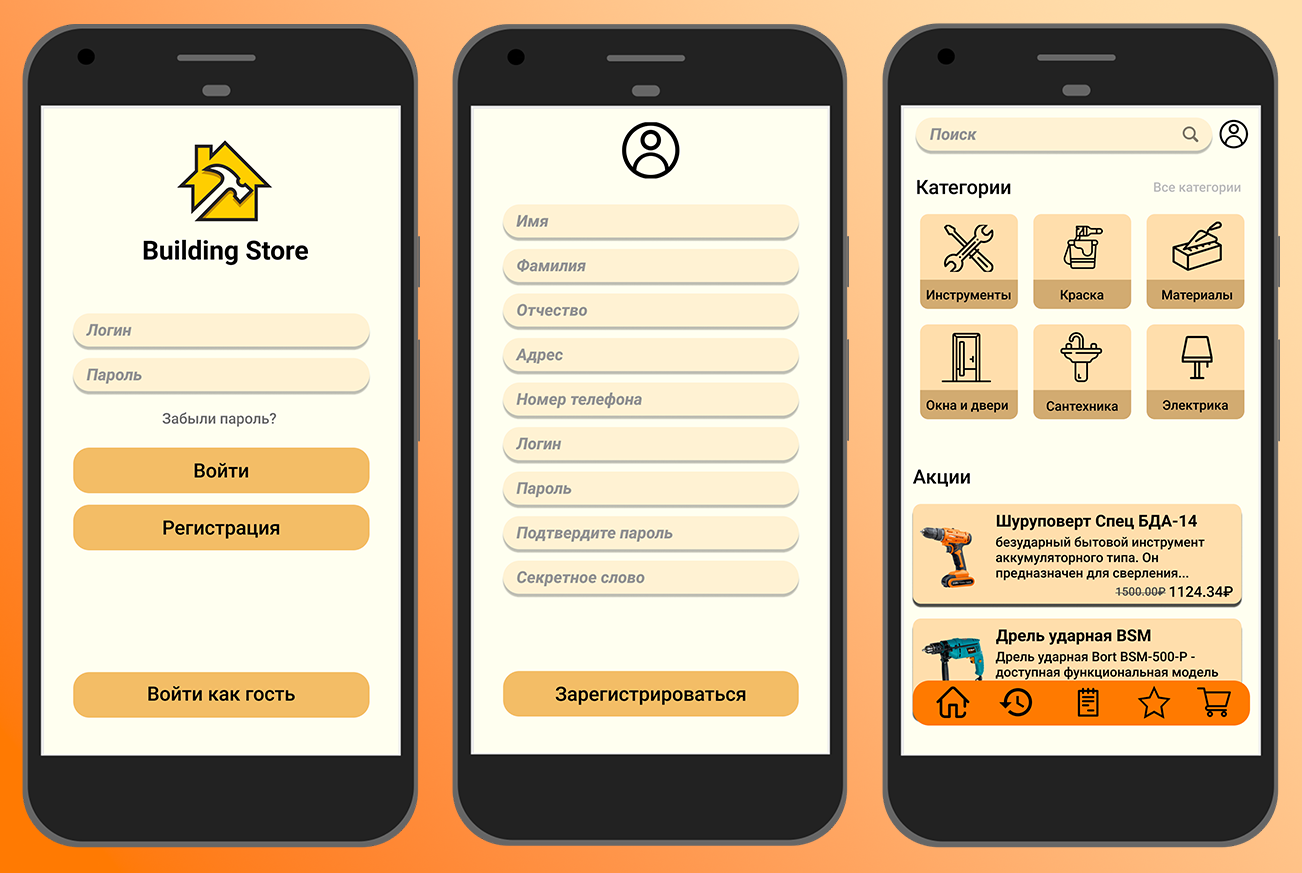 Building Store
Логин
Пароль
Забыли пароль?
Войти
Регистрация
Войти как гость
Имя
Фамилия
Отчество
Адрес
Номер телефона
Логин
Пароль
Подтвердите пароль
Секретное слово
Зарегистрироваться
Поиск
Категории
Все категории
Инструменты
Краска
Материалы
Окна и двери
Сантехника
Электрика
Акции
Шуруповерт Спец БДА-14
безударный бытовой инструмент
аккумуляторного типа. Он
предназначен для сверления...
1500.00₽ 1124.34₽
Дрель ударная BSM
Дрель ударная Bort BSM-500-P -
доступная функциональная модель